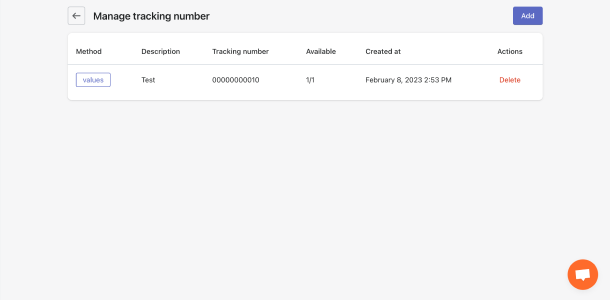 Manage tracking number
Add
Method Description Tracking number Available Created at Actions
values Test 00000000010 1/1 February 8, 2023 2:53 PM Delete